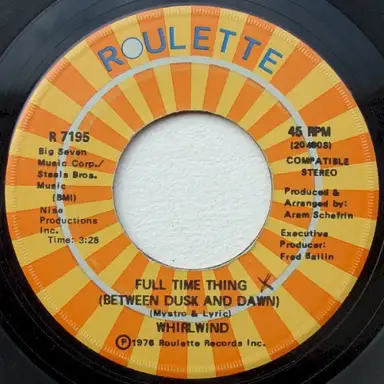 ROULETTE
R 7195
Big Seven
Music Corp./
Steels Bros.
Music
(BMI)
Nise
Productions
Inc.
Time: 3:28
45 RPM
COMPATIBLE
STEREO
Produced &
Arranged by:
Aram Schefrin
Executive
Producer:
Fred Bailin
FULL TIME THING
(BETWEEN DUSK AND DAWN)
(Mystro & Lyric)
WHIRLWIND
Ⓟ1976 Roulette Records Inc.